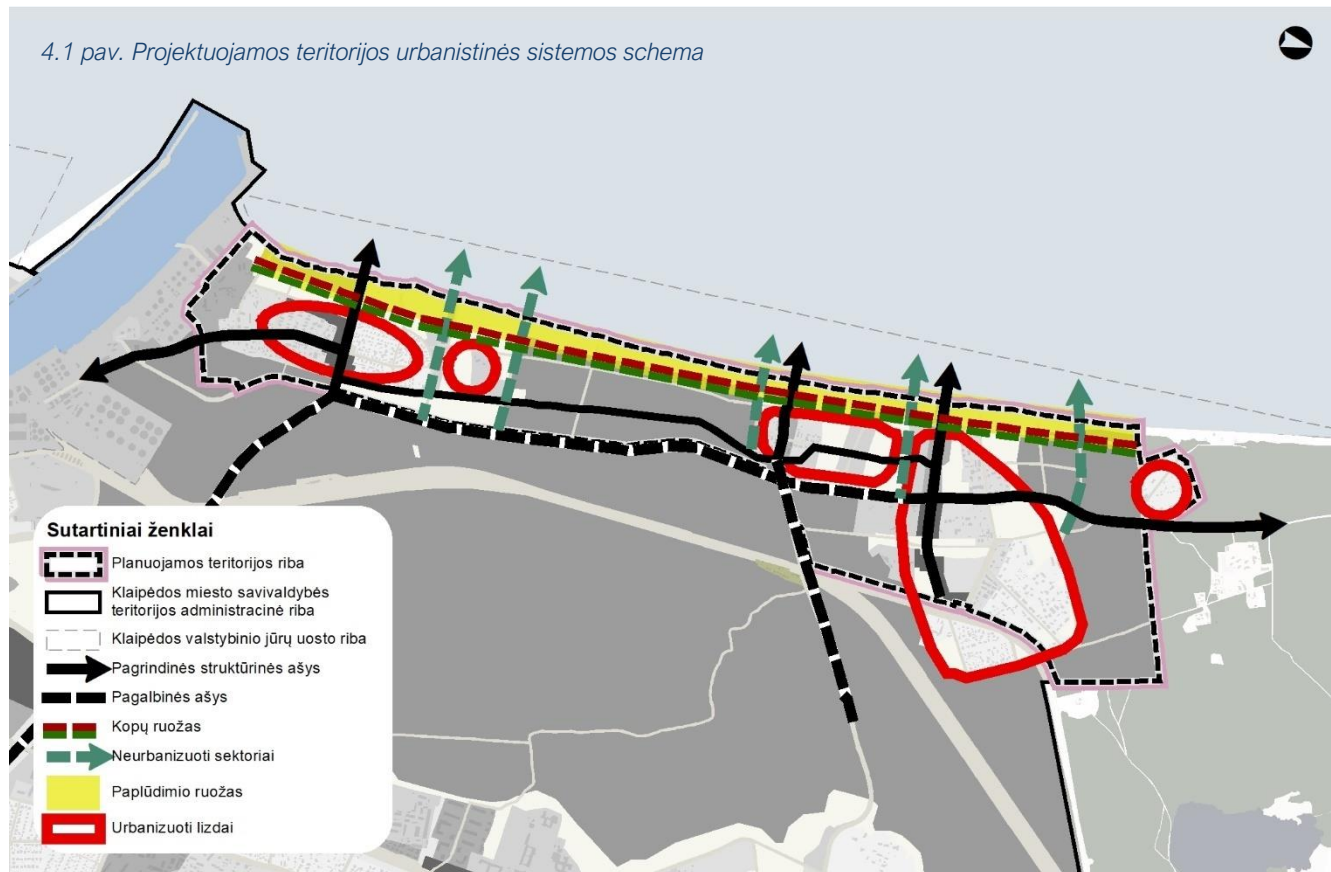 4.1 pav. Projektuojamos teritorijos urbanistinės sistemos schema
Sutartiniai ženklai
Planuojamos teritorijos riba
Klaipėdos miesto savivaldybės
teritorijos administracinė riba
Klaipėdos valstybinio jūrų uosto riba
Pagrindinės struktūrinės ašys
Pagalbinės ašys
Kopų ruožas
Neurbanizuoti sektoriai
Paplūdimio ruožas
Urbanizuoti lizdai